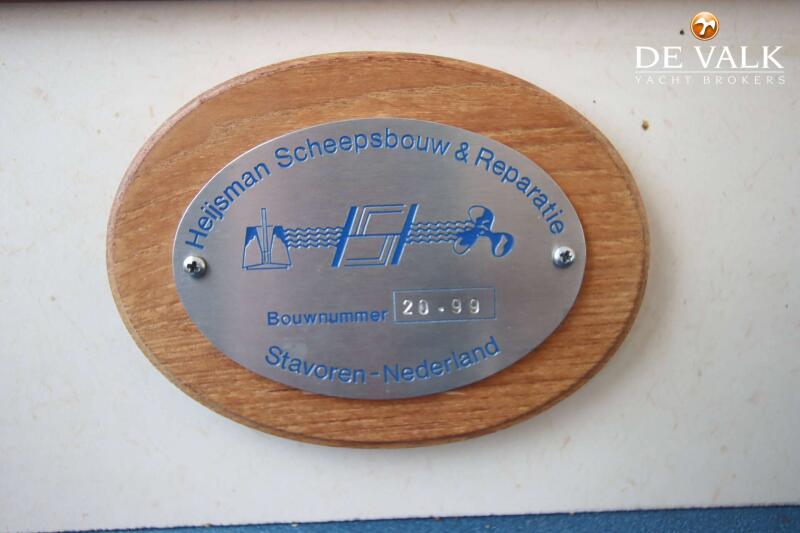 DE VALK
YACHT BROKERS
Heijsman Scheepsbouw & Reparatie
Bouwnummer 20-99
Stavoren-Nederland